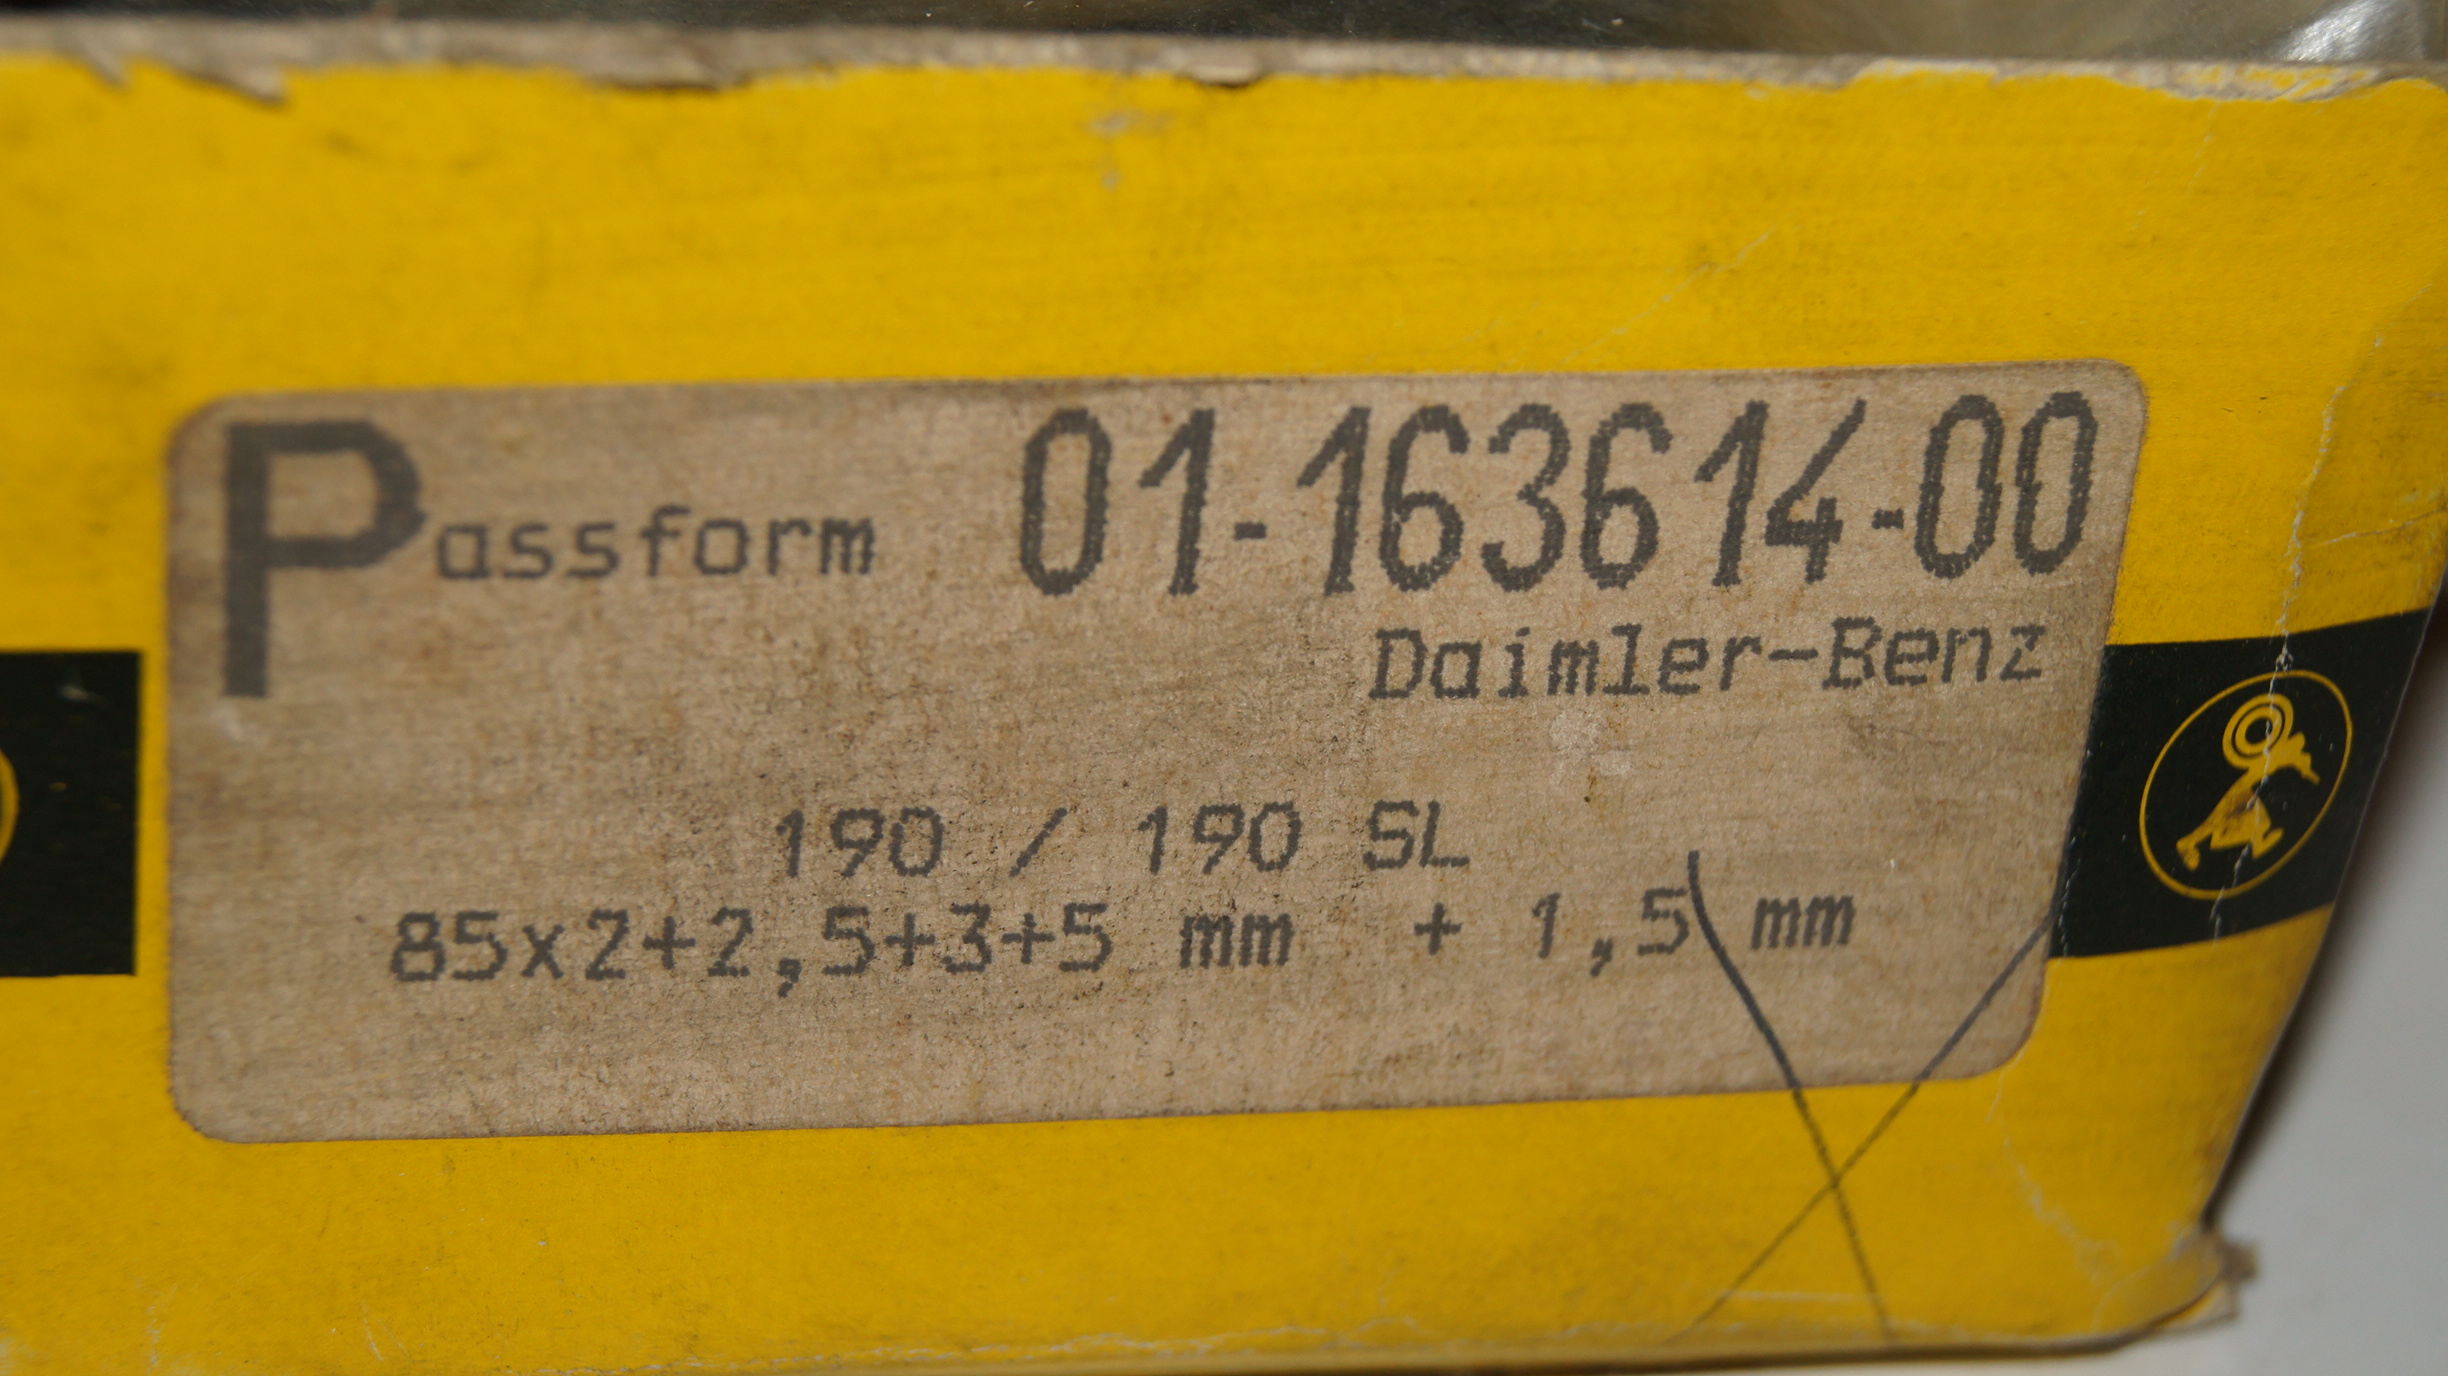 Passform 01-163614-00
Daimler-Benz
190 / 190 SL
85x2+2,5+3+5 mm + 1,5 mm